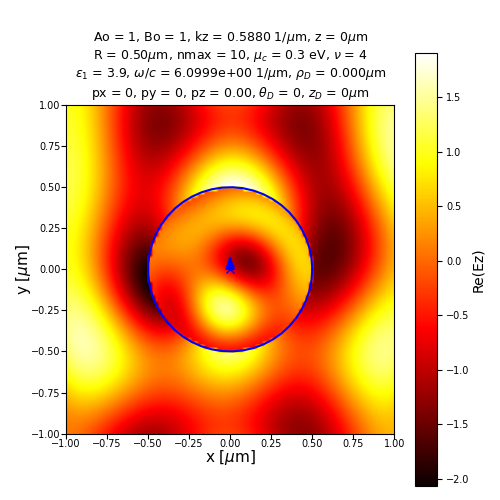 Ao = 1, Bo = 1, kz = 0.5880 1/μm, z = 0μm
R = 0.50μm, nmax = 10, μ_c = 0.3 eV, ν = 4
ε₁ = 3.9, ω/c = 6.0999e+00 1/μm, ρ_D = 0.000μm
px = 0, py = 0, pz = 0.00, θ_D = 0, z_D = 0μm
1.00
0.75
0.50
0.25
0.00
−0.25
−0.50
−0.75
−1.00
y [μm]
−1.00 −0.75 −0.50 −0.25 0.00 0.25 0.50 0.75 1.00
x [μm]
1.5
1.0
0.5
0.0
−0.5
−1.0
−1.5
−2.0
Re(Ez)